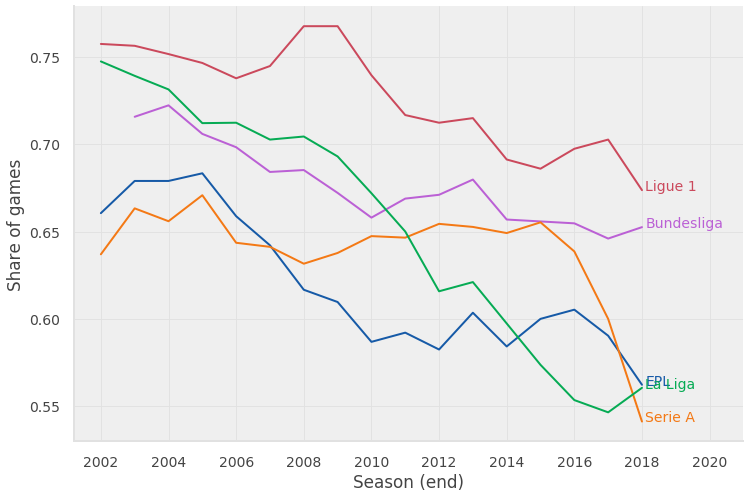 0.75
0.70
0.65
0.60
0.55
Share of games
Ligue 1
Bundesliga
EPL
La Liga
Serie A
2002 2004 2006 2008 2010 2012 2014 2016 2018 2020
Season (end)